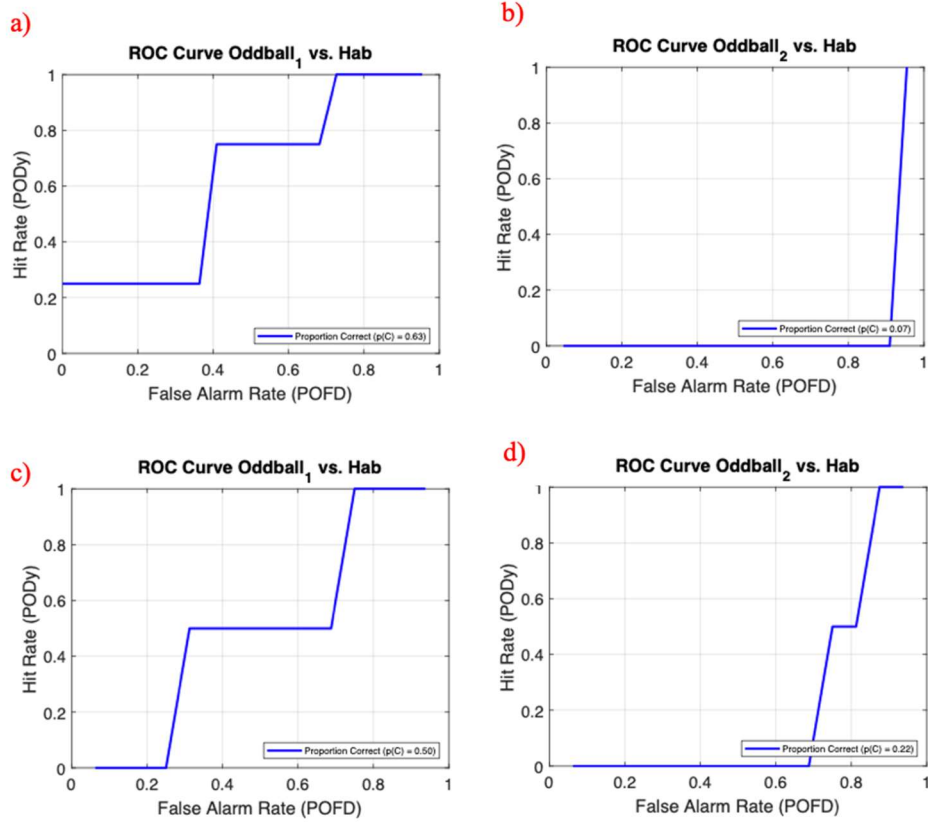 a)
ROC Curve Oddball1 vs. Hab
Hit Rate (PODy)
1
0.8
0.6
0.4
0.2
0
0 0.2 0.4 0.6 0.8 1
Proportion Correct (p(C) = 0.63)
False Alarm Rate (POFD)
b)
ROC Curve Oddball2 vs. Hab
Hit Rate (PODy)
1
0.8
0.6
0.4
0.2
0
0 0.2 0.4 0.6 0.8 1
Proportion Correct (p(C) = 0.07)
False Alarm Rate (POFD)
c)
ROC Curve Oddball1 vs. Hab
Hit Rate (PODy)
1
0.8
0.6
0.4
0.2
0
0 0.2 0.4 0.6 0.8 1
Proportion Correct (p(C) = 0.50)
False Alarm Rate (POFD)
d)
ROC Curve Oddball2 vs. Hab
Hit Rate (PODy)
1
0.8
0.6
0.4
0.2
0
0 0.2 0.4 0.6 0.8 1
Proportion Correct (p(C) = 0.22)
False Alarm Rate (POFD)